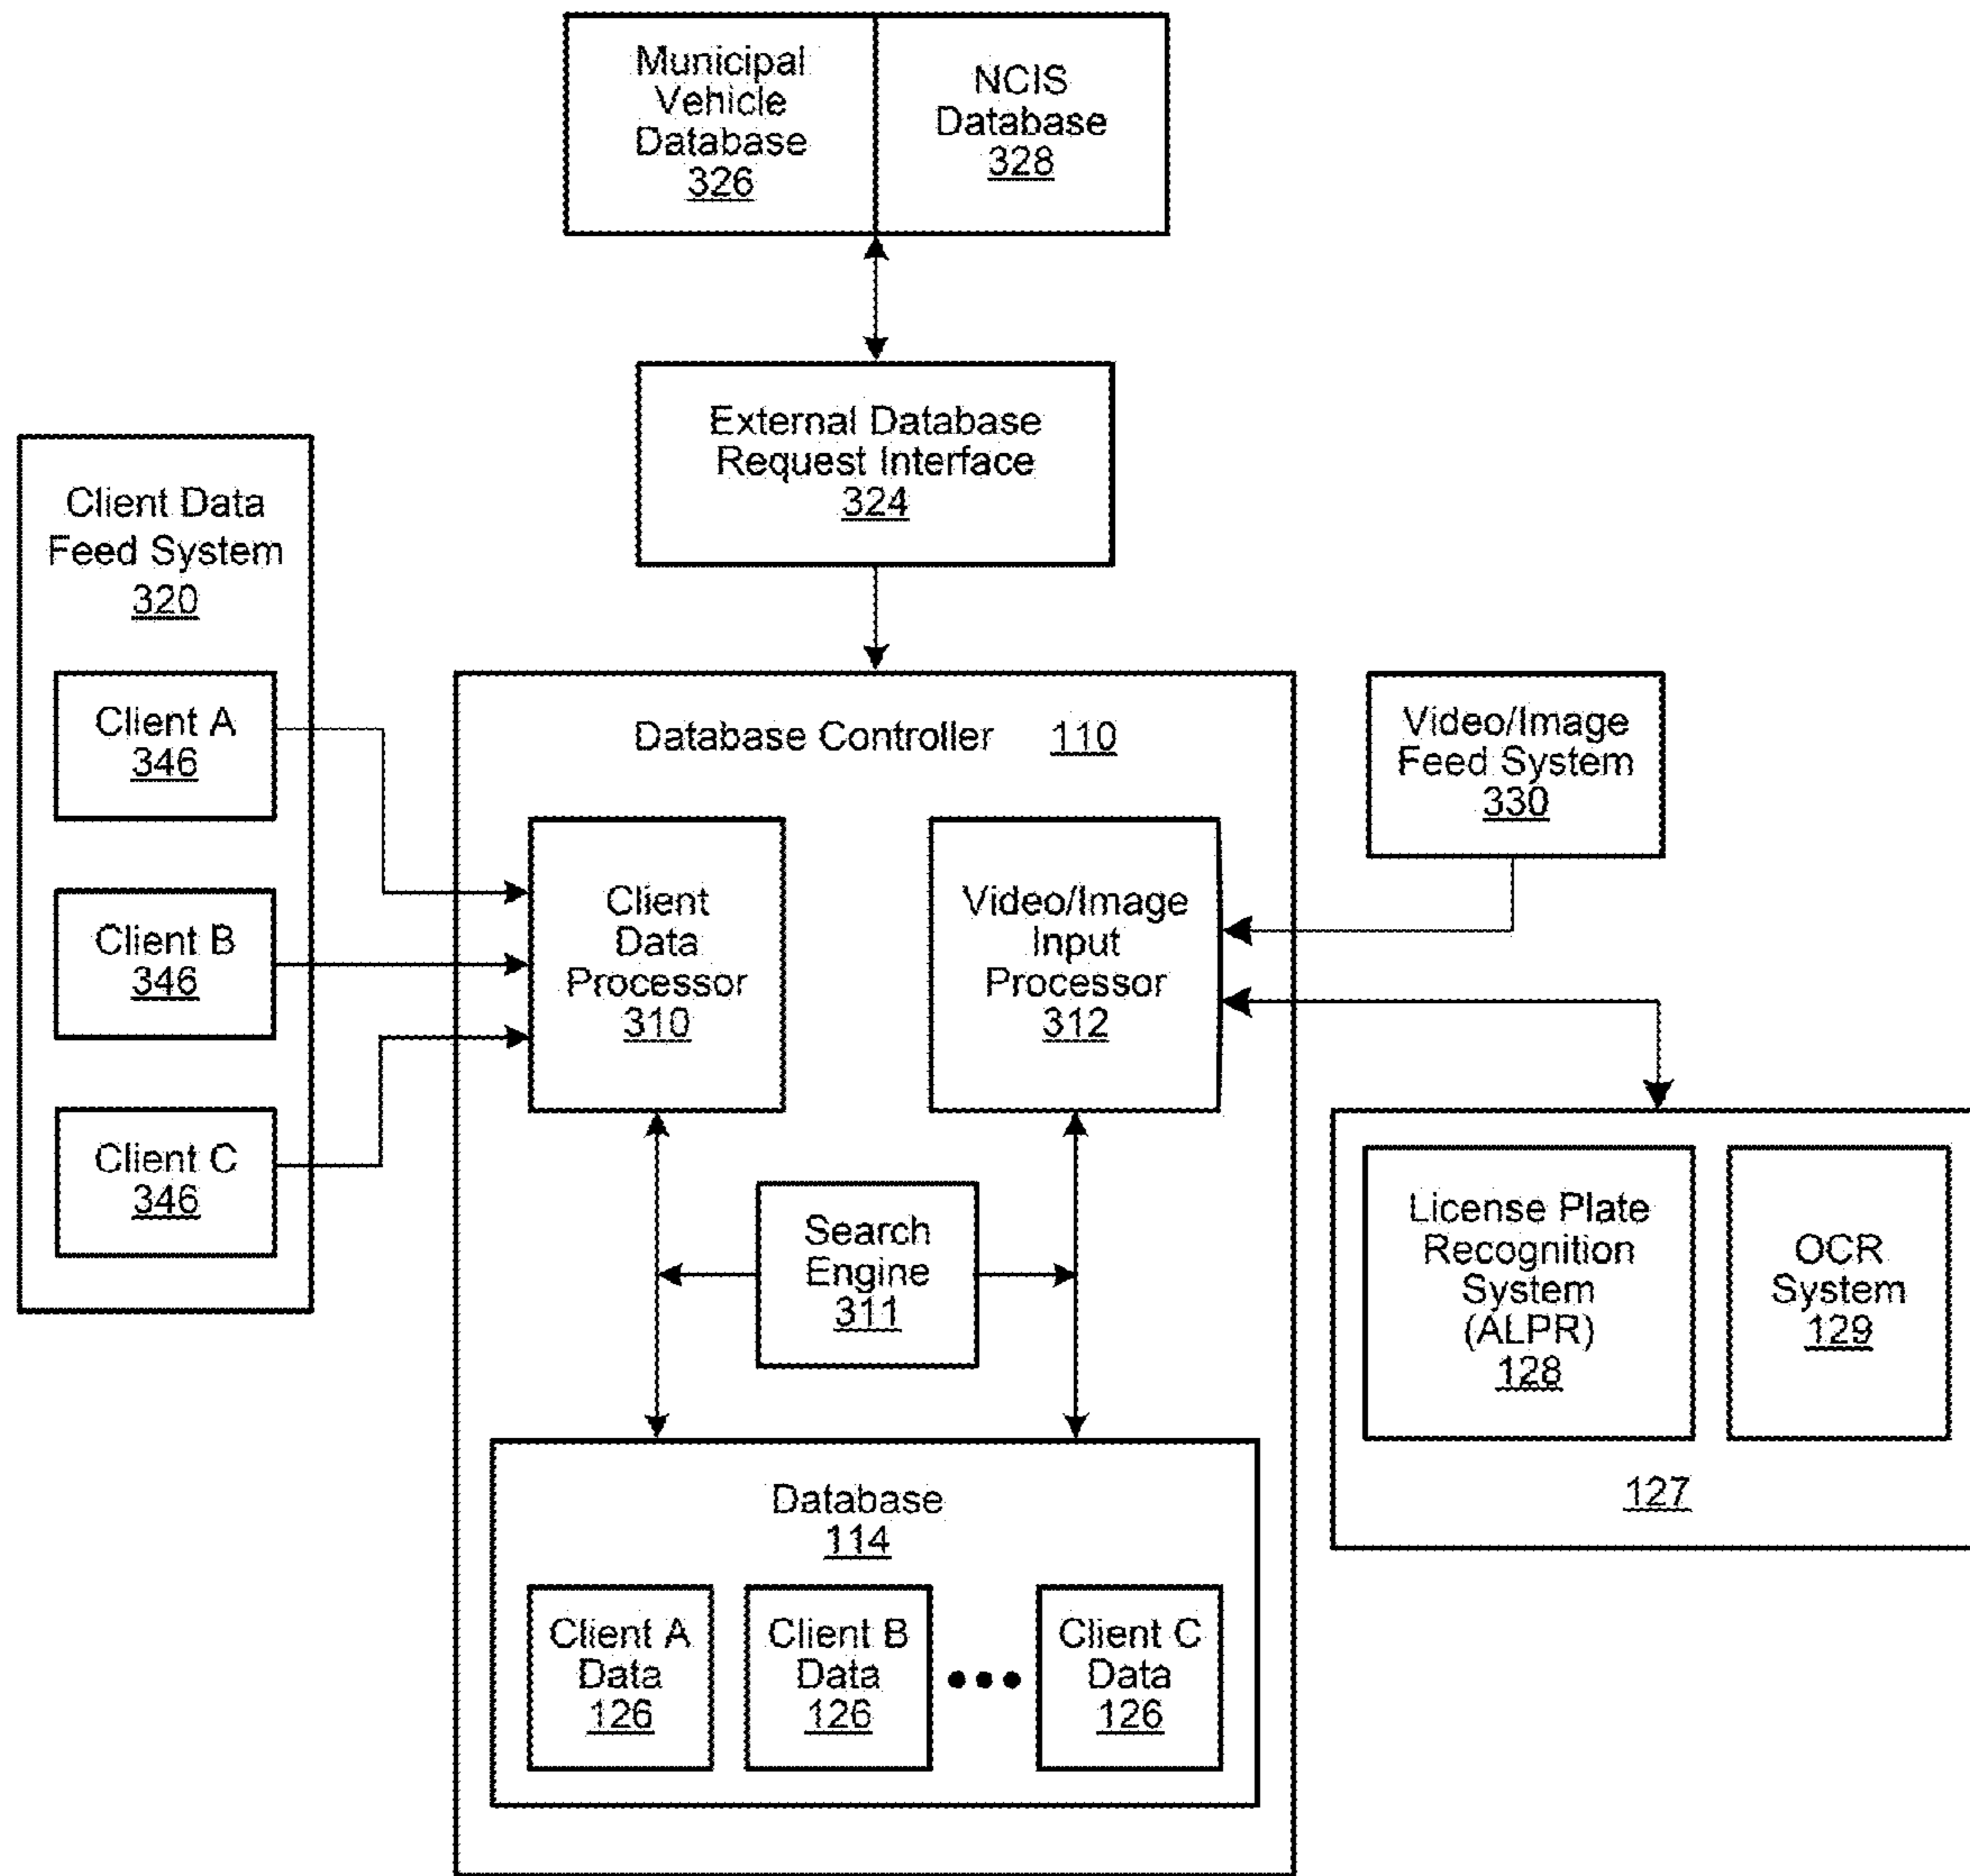 Municipal
Vehicle
Database
326
NCIS
Database
328
External Database
Request Interface
324
Client Data
Feed System
320
Client A
346
Client B
346
Client C
346
Database Controller 110
Client
Data
Processor
310
Video/Image
Input
Processor
312
Search
Engine
311
Database
114
Client A
Data
126
Client B
Data
126
Client C
Data
126
Video/Image
Feed System
330
License Plate
Recognition
System
(ALPR)
128
OCR
System
129
127